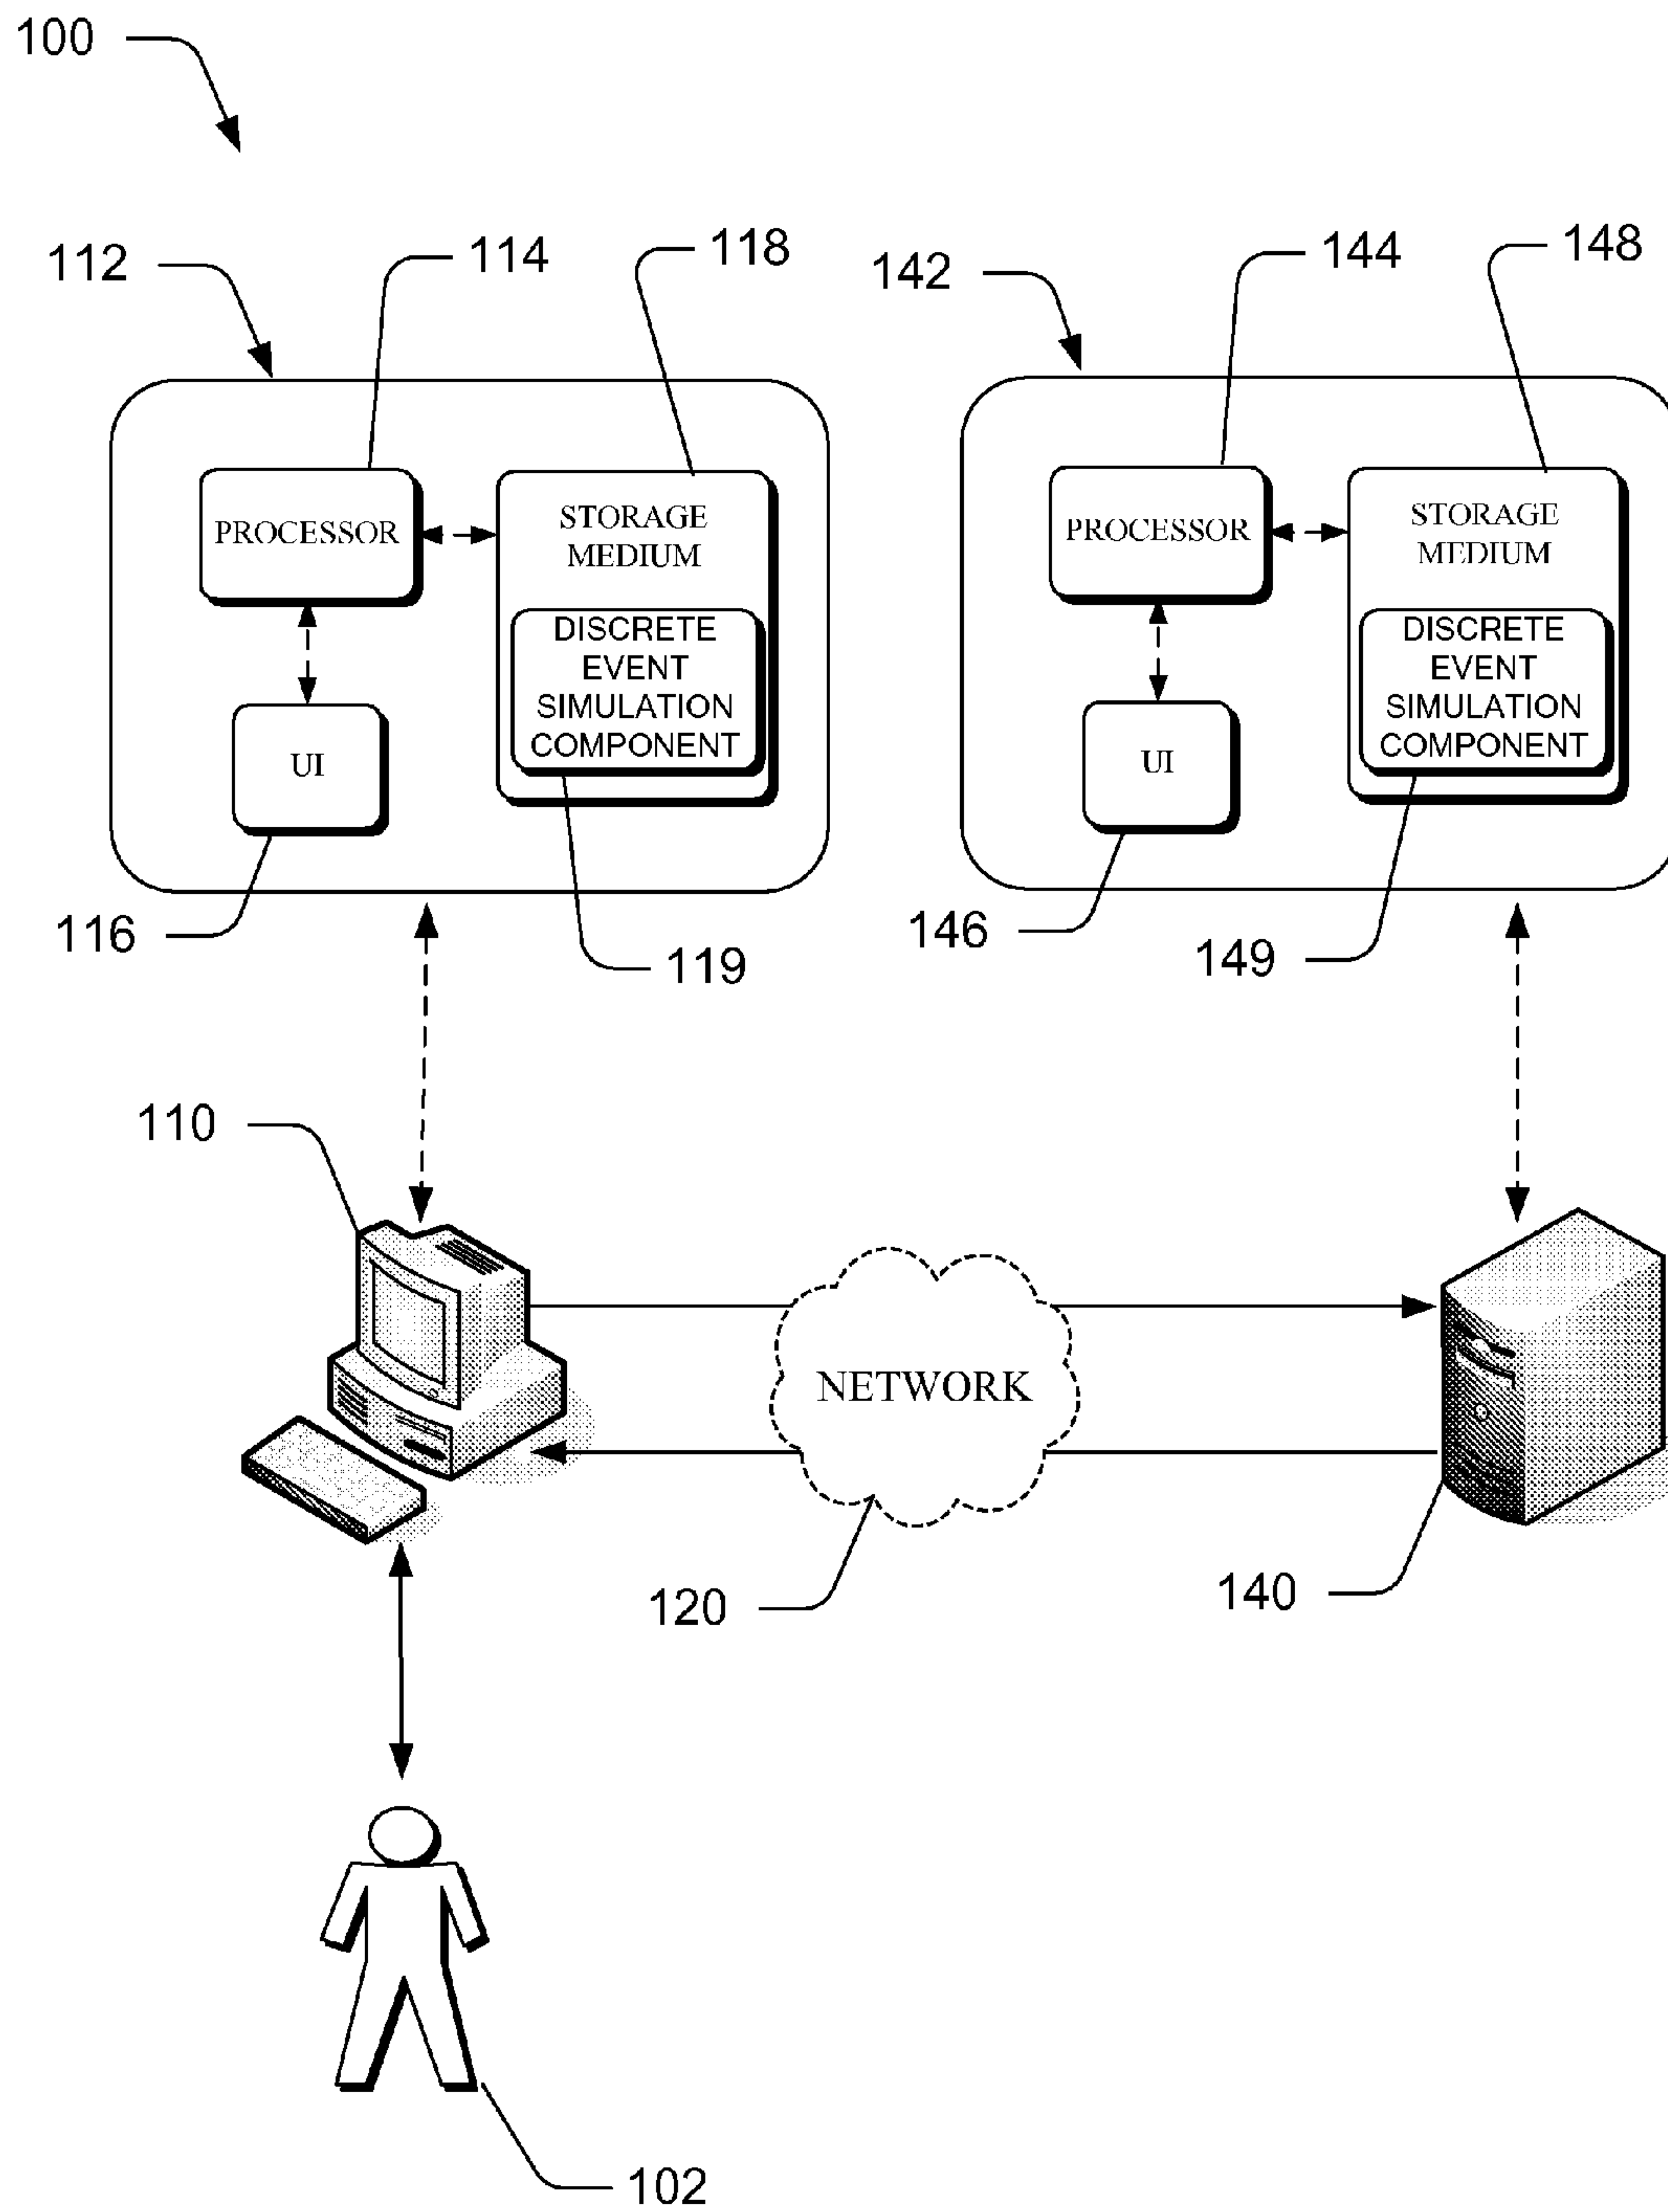 100
112
114
118
142
144
148
PROCESSOR
STORAGE
MEDIUM
DISCRETE
EVENT
SIMULATION
COMPONENT
UI
PROCESSOR
STORAGE
MEDIUM
DISCRETE
EVENT
SIMULATION
COMPONENT
UI
116
119
146
149
110
NETWORK
120
140
102